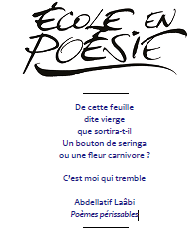 ÉCOLE EN
POÉSIE
De cette feuille
dite vierge
que sortira-t-il
Un bouton de seringa
ou une fleur carnivore ?
C'est moi qui tremble
Abdellatif Laâbi
Poèmes périssables